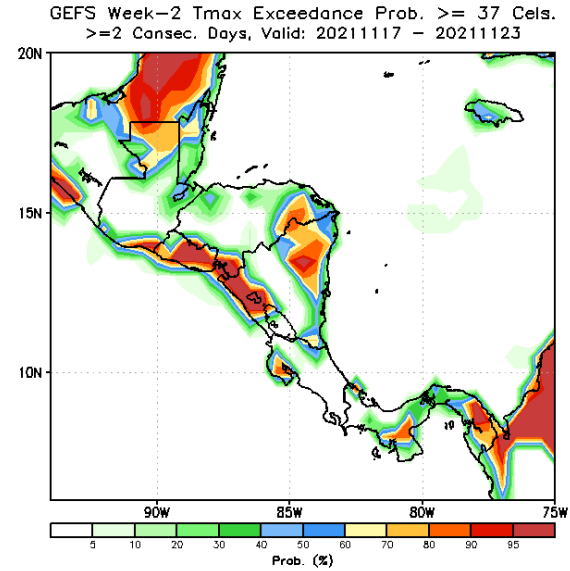 GEFS Week-2 Tmax Exceedance Prob. >= 37 Cels.
>=2 Consec. Days, Valid: 20211117 - 20211123
20N
15N
10N
90W 85W 80W 75W
5 10 20 30 40 50 60 70 80 90 95
Prob. (%)